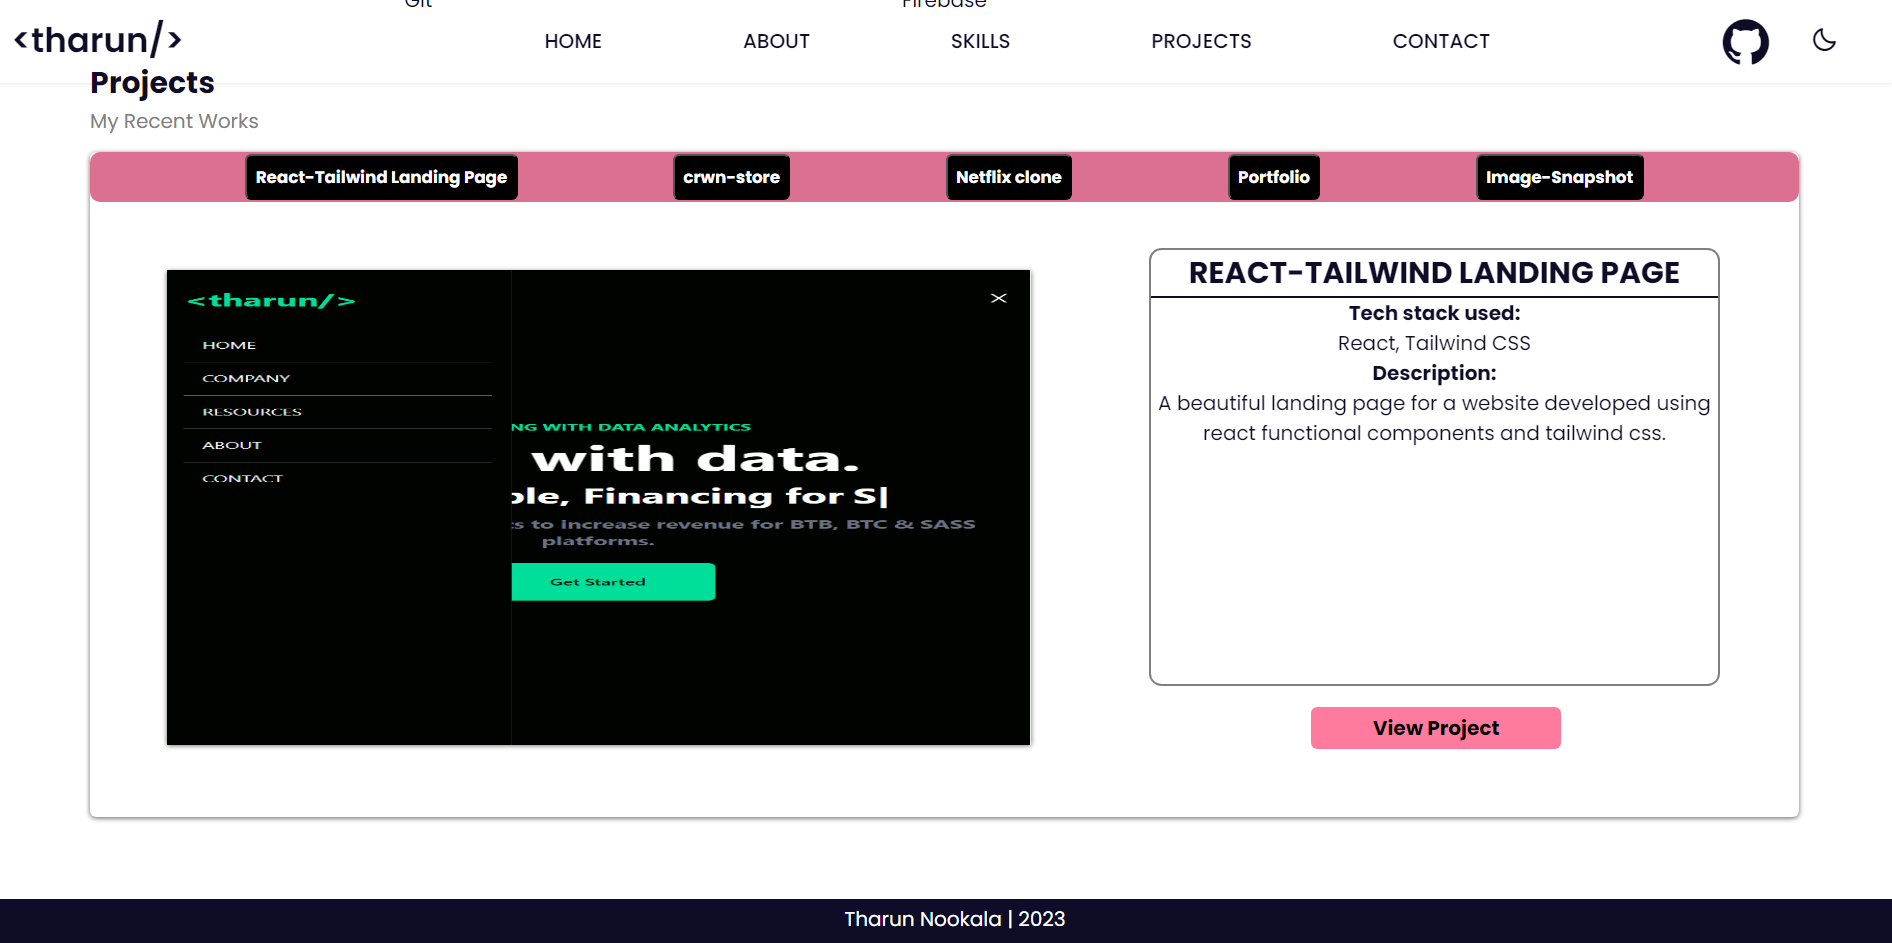 Git
Firebase
<tharun/>
HOME
ABOUT
SKILLS
PROJECTS
CONTACT
Projects
My Recent Works
React-Tailwind Landing Page
crwn-store
Netflix clone
Portfolio
Image-Snapshot
<tharun/>
HOME
COMPANY
RESOURCES
ABOUT
CONTACT
NG WITH DATA ANALYTICS
with data.
ble, Financing for S|
cs to increase revenue for BTB, BTC & SASS
platforms.
Get Started
REACT-TAILWIND LANDING PAGE
Tech stack used:
React, Tailwind CSS
Description:
A beautiful landing page for a website developed using
react functional components and tailwind css.
View Project
Tharun Nookala | 2023